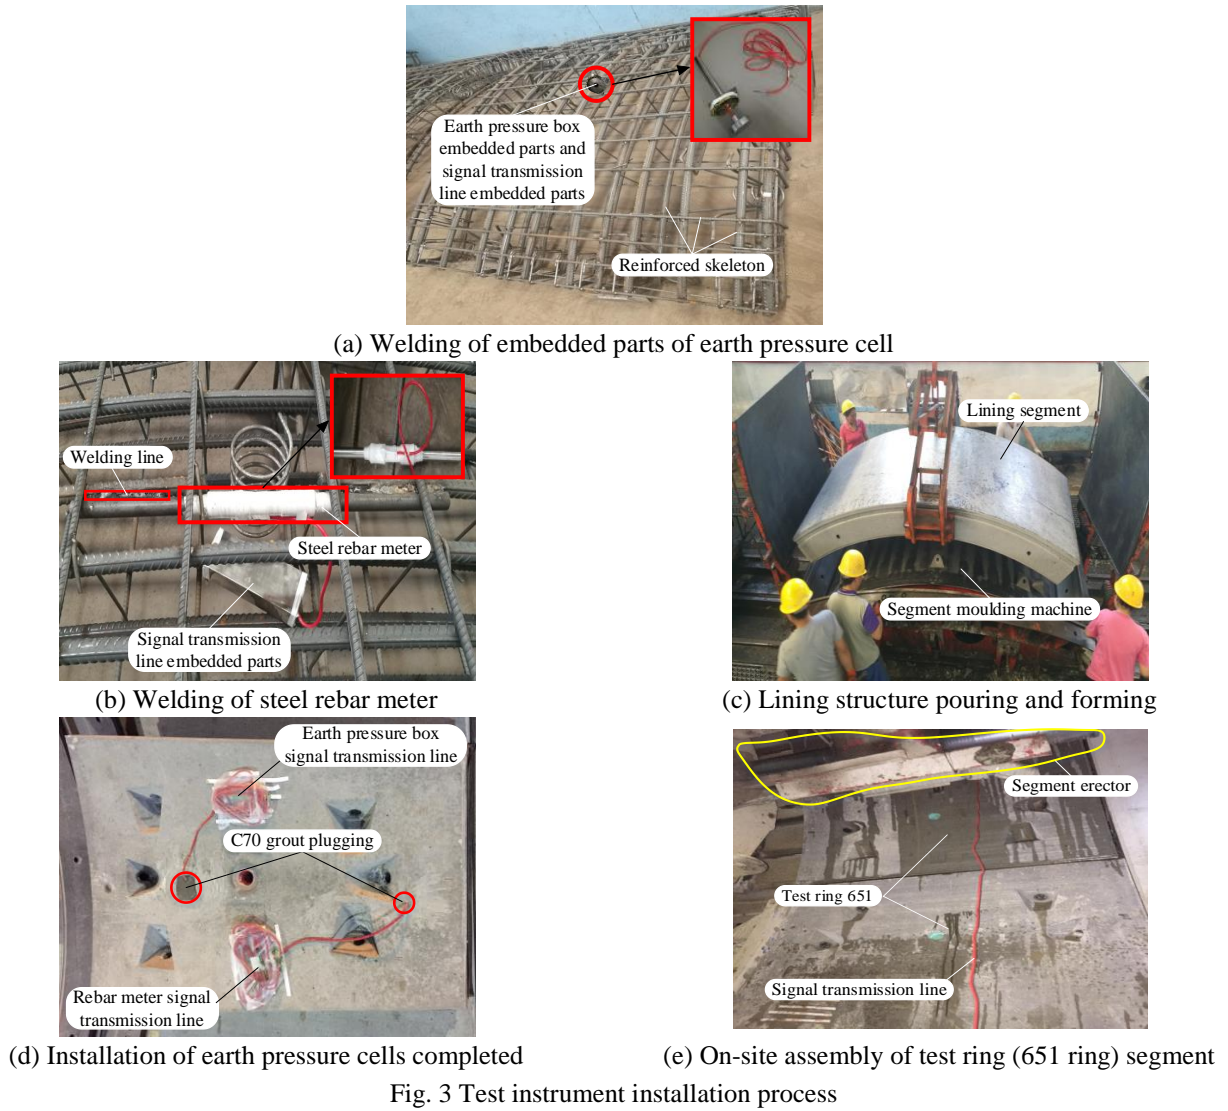 Earth pressure box
embedded parts and
signal transmission
line embedded parts
Reinforced skeleton
(a) Welding of embedded parts of earth pressure cell
Welding line
Steel rebar meter
Signal transmission
line embedded parts
(b) Welding of steel rebar meter
Lining segment
Segment moulding machine
(c) Lining structure pouring and forming
Earth pressure box
signal transmission line
C70 grout plugging
Rebar meter signal
transmission line
(d) Installation of earth pressure cells completed
Segment erector
Test ring 651
Signal transmission line
(e) On-site assembly of test ring (651 ring) segment
Fig. 3 Test instrument installation process